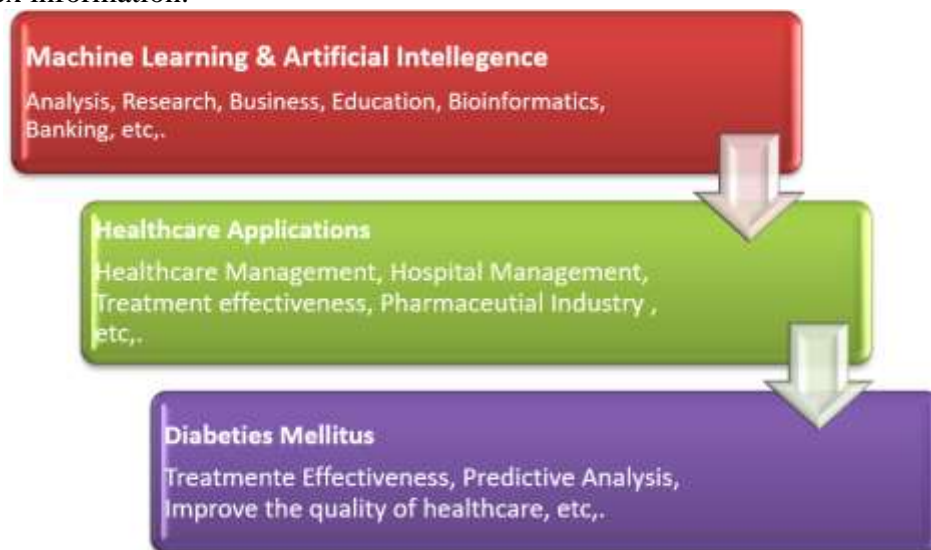 Machine Learning & Artificial Intellegence
Analysis, Research, Business, Education, Bioinformatics,
Banking, etc,.
Healthcare Applications
Healthcare Management, Hospital Management,
Treatment effectiveness, Pharmaceutial Industry ,
etc,.
Diabeties Mellitus
Treatmente Effectiveness, Predictive Analysis,
Improve the quality of healthcare, etc,.